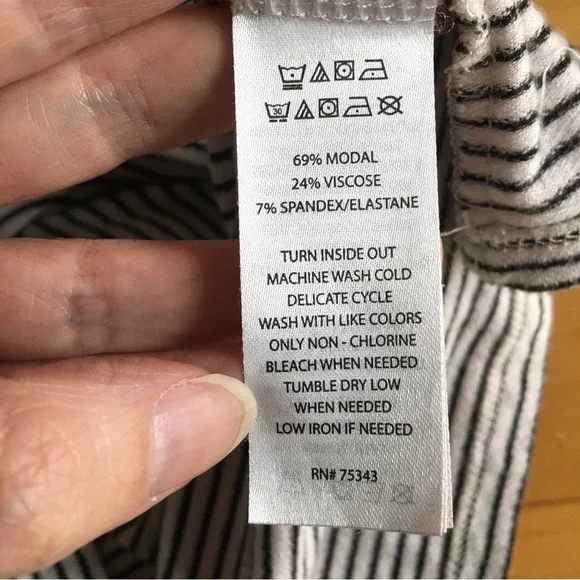 30
69% MODAL
24% VISCOSE
7% SPANDEX/ELASTANE
TURN INSIDE OUT
MACHINE WASH COLD
DELICATE CYCLE
WASH WITH LIKE COLORS
ONLY NON - CHLORINE
BLEACH WHEN NEEDED
TUMBLE DRY LOW
WHEN NEEDED
LOW IRON IF NEEDED
RN# 75343